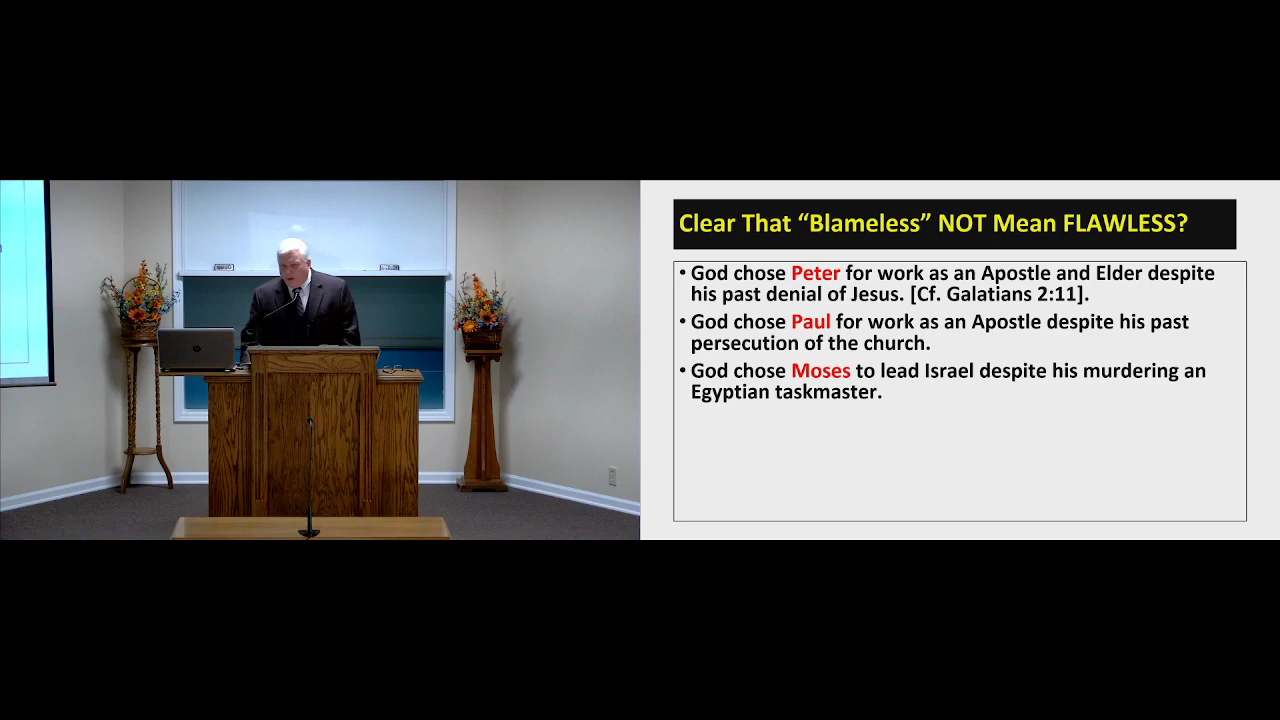 Clear That “Blameless” NOT Mean FLAWLESS?
• God chose Peter for work as an Apostle and Elder despite
his past denial of Jesus. [Cf. Galatians 2:11].
• God chose Paul for work as an Apostle despite his past
persecution of the church.
• God chose Moses to lead Israel despite his murdering an
Egyptian taskmaster.